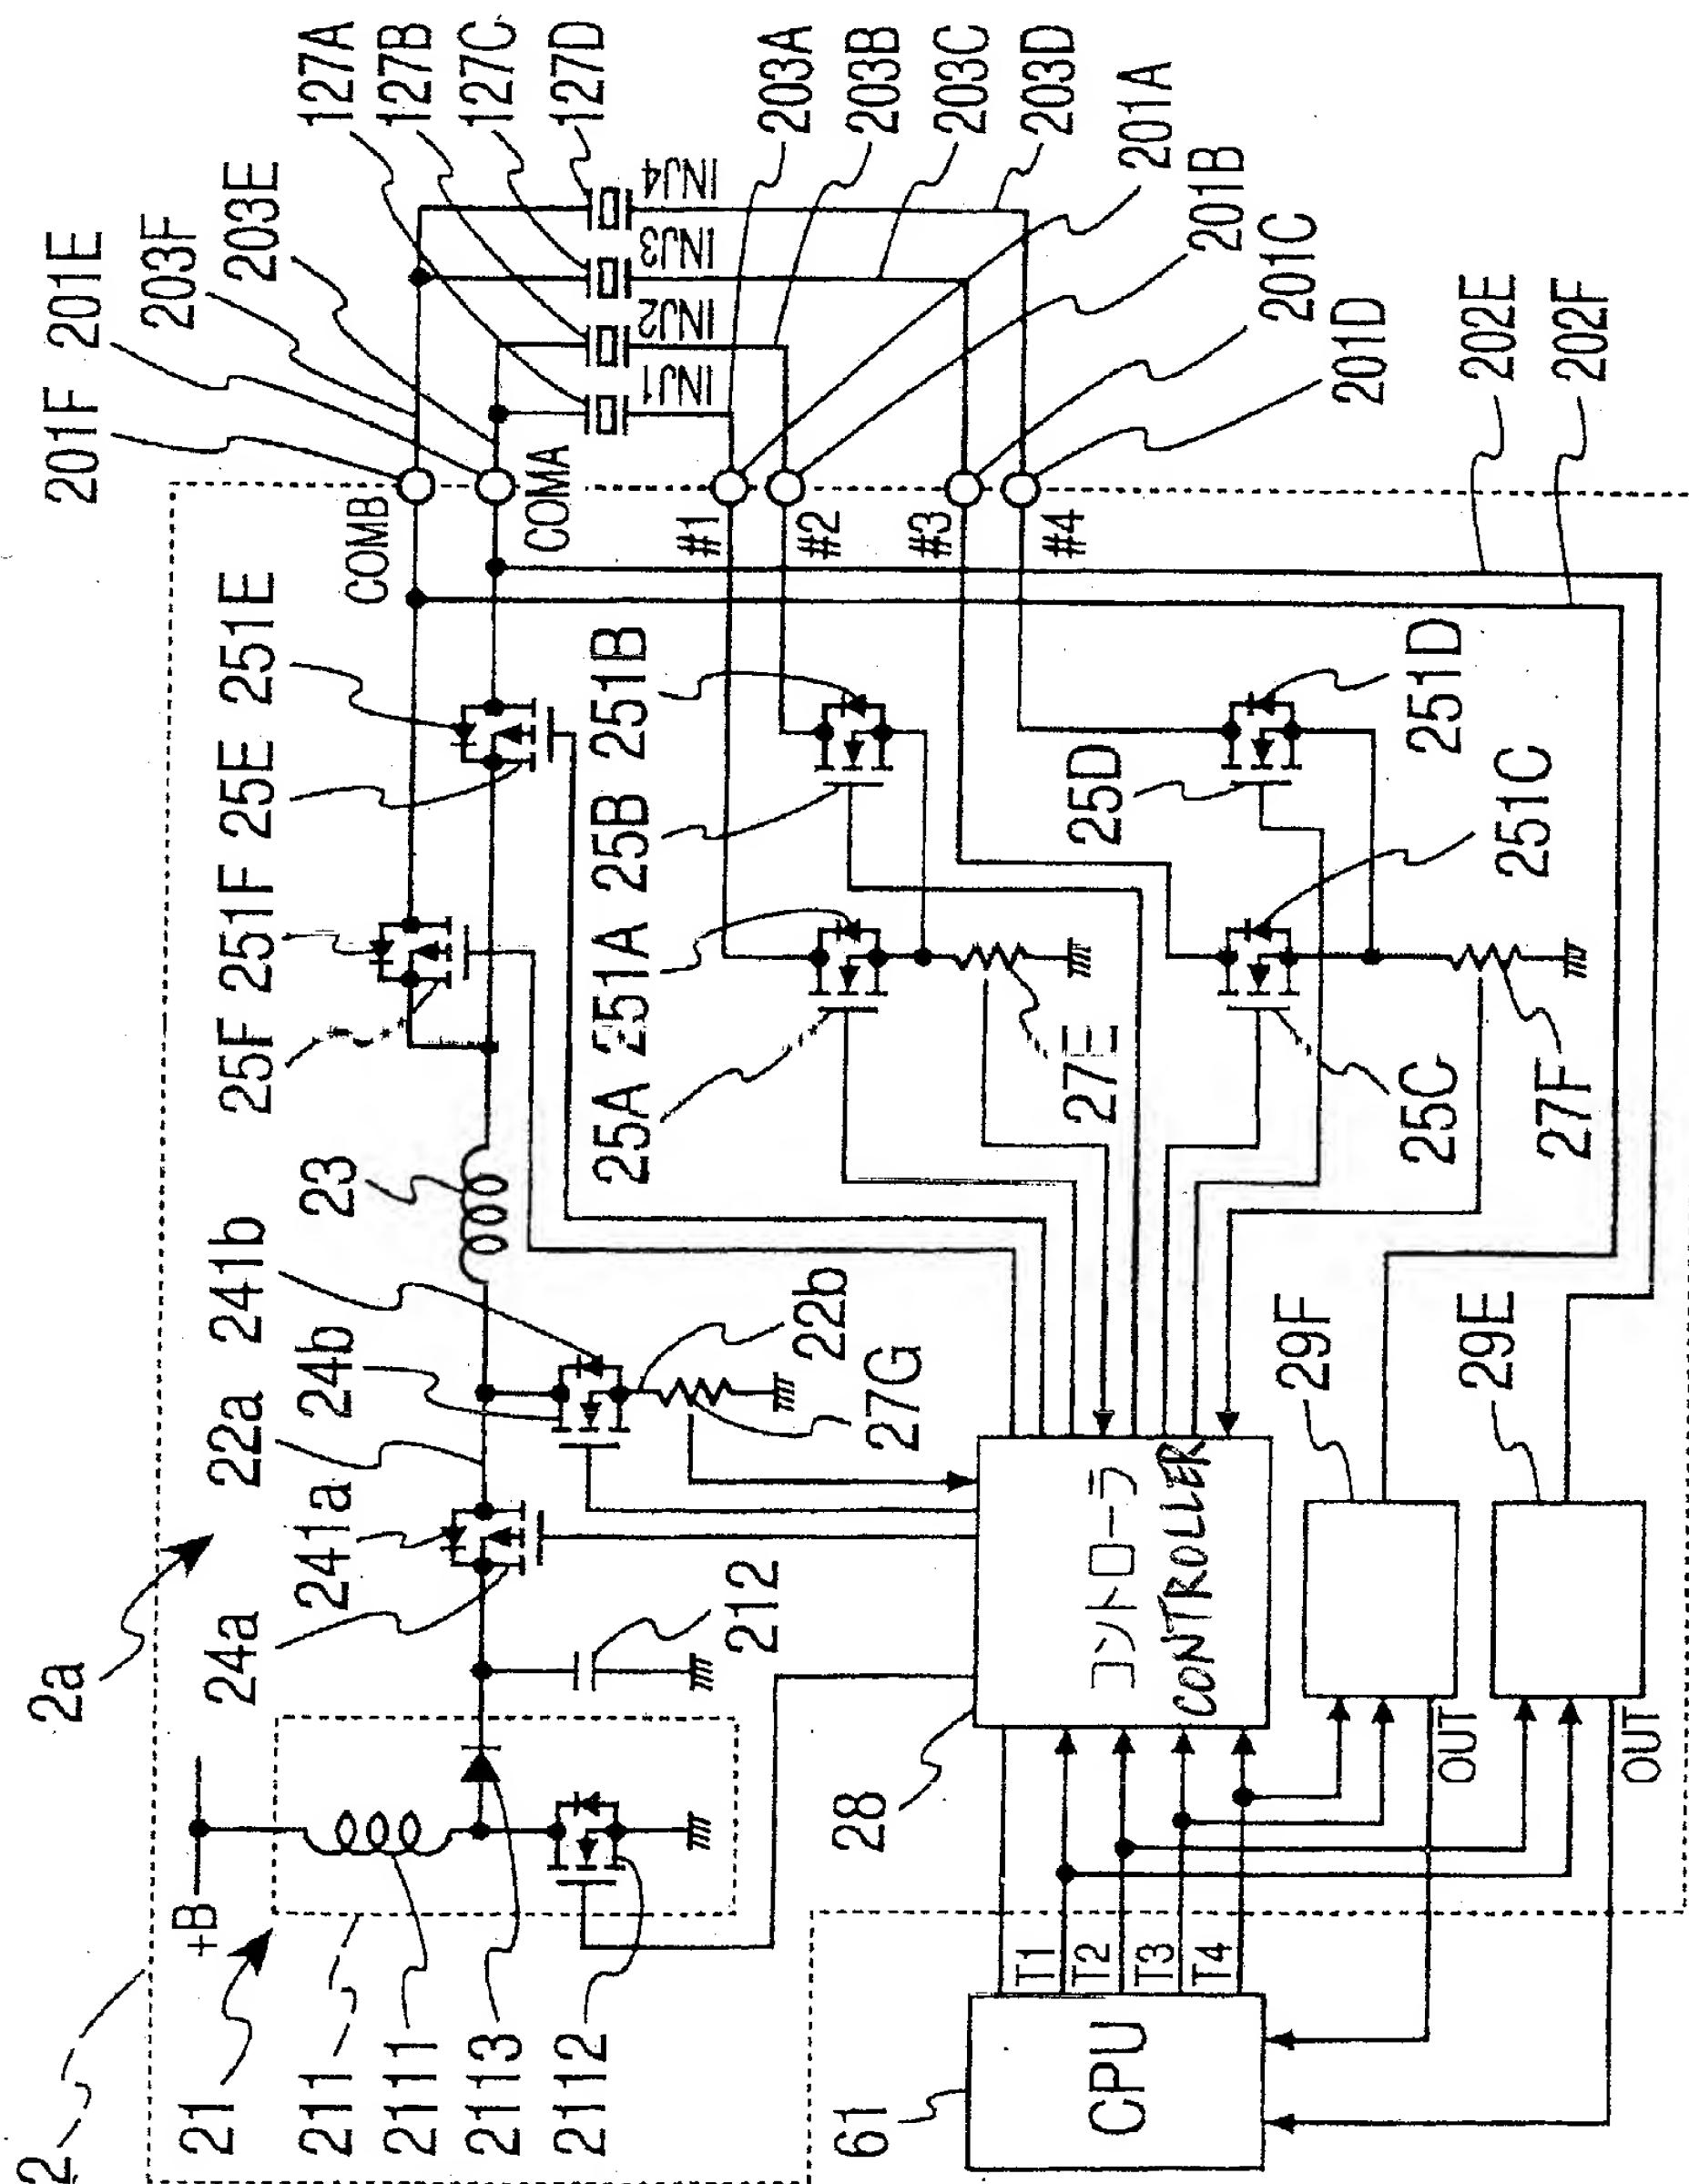 2
2a
21
211
2111
2113
2112
+B
24a
241a
22a
24b
241b
23
25F
251F
25E
251E
201F
201E
203F
203E
127A
127B
127C
127D
COMB
COMA
INJ1
INJ2
INJ3
INJ4
203A
203B
203C
203D
201A
201B
201C
201D
202E
202F
#1
#2
#3
#4
212
22b
27G
25A
251A
25B
251B
27E
25D
251D
25C
251C
27F
28
コントローラ
CONTROLLER
29F
29E
OUT
OUT
T1
T2
T3
T4
61
CPU